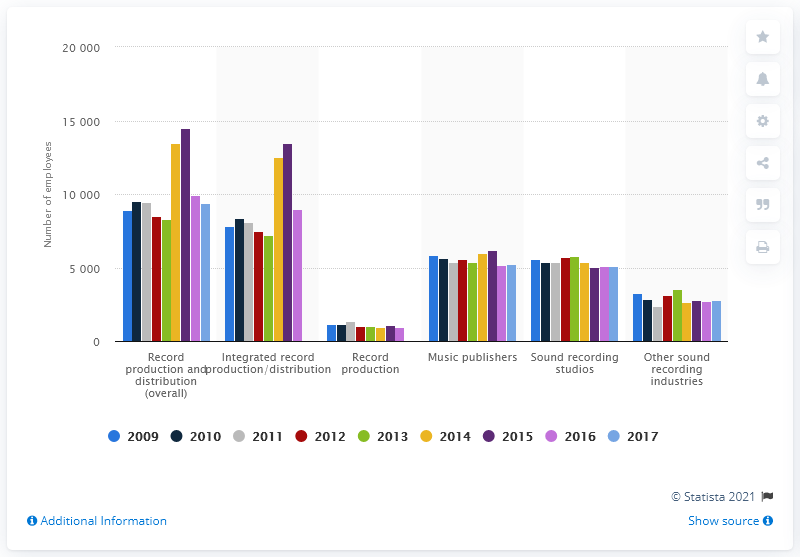 20 000
15 000
10 000
5 000
0
Number of employees
Record
production and
distribution
(overall)
Integrated record
production/distribution
Record
production
Music publishers
Sound recording
studios
Other sound
recording
industries
2009 2010 2011 2012 2013 2014 2015 2016 2017
© Statista 2021
Additional Information
Show source